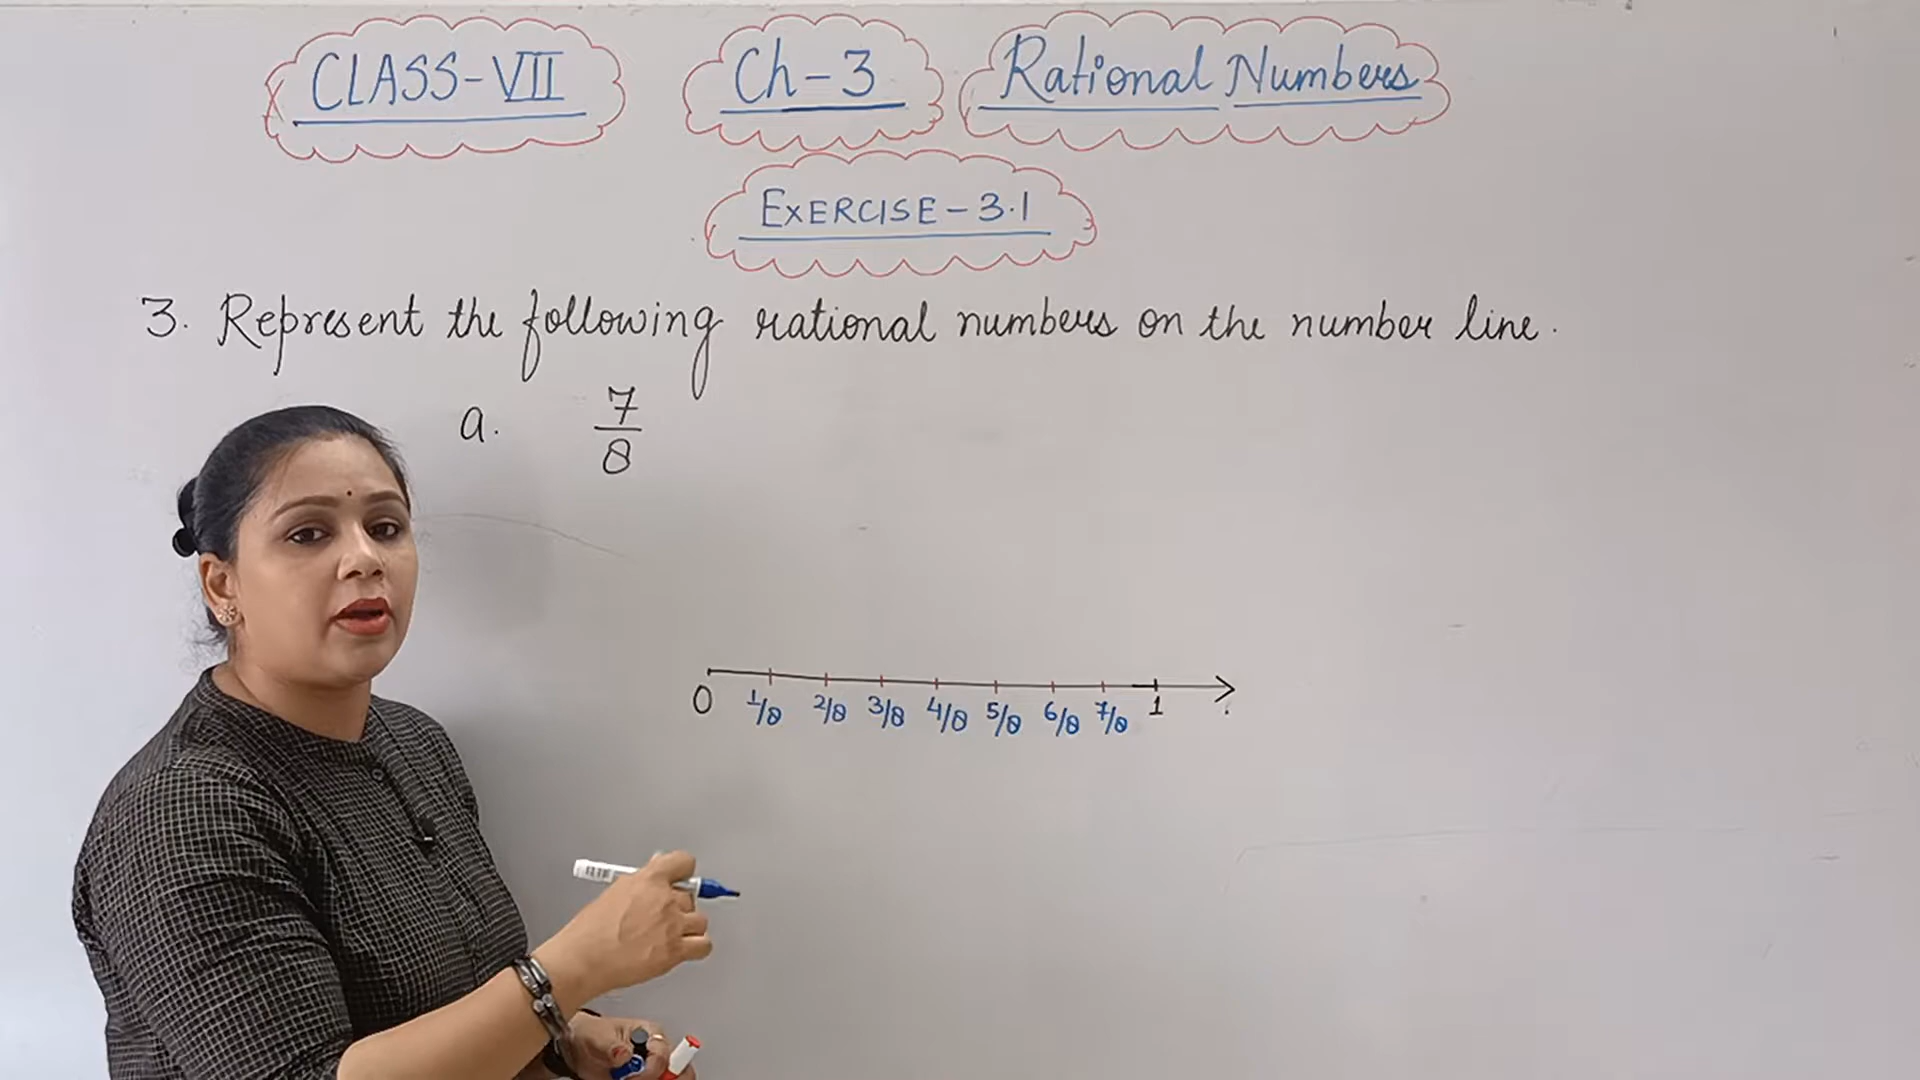 CLASS-VII Ch-3 Rational Numbers
EXERCISE-3.1
3. Represent the following rational numbers on the number line.
a. 7/8
0 1/8 2/8 3/8 4/8 5/8 6/8 7/8 1